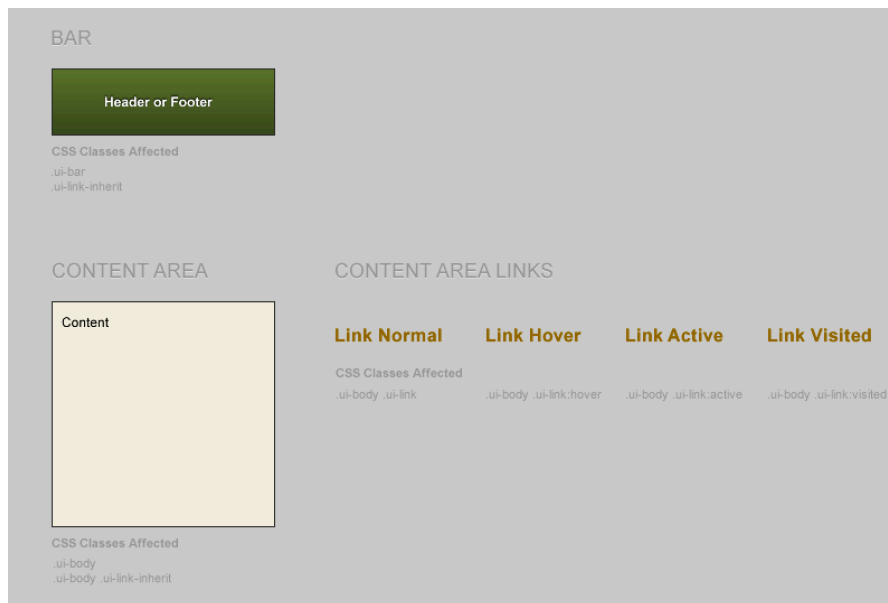 BAR
Header or Footer
CSS Classes Affected
.ui-bar
.ui-link-inherit
CONTENT AREA
Content
CSS Classes Affected
.ui-body
.ui-body .ui-link-inherit
CONTENT AREA LINKS
Link Normal Link Hover Link Active Link Visited
CSS Classes Affected
.ui-body .ui-link .ui-body .ui-link:hover .ui-body .ui-link:active .ui-body .ui-link:visited